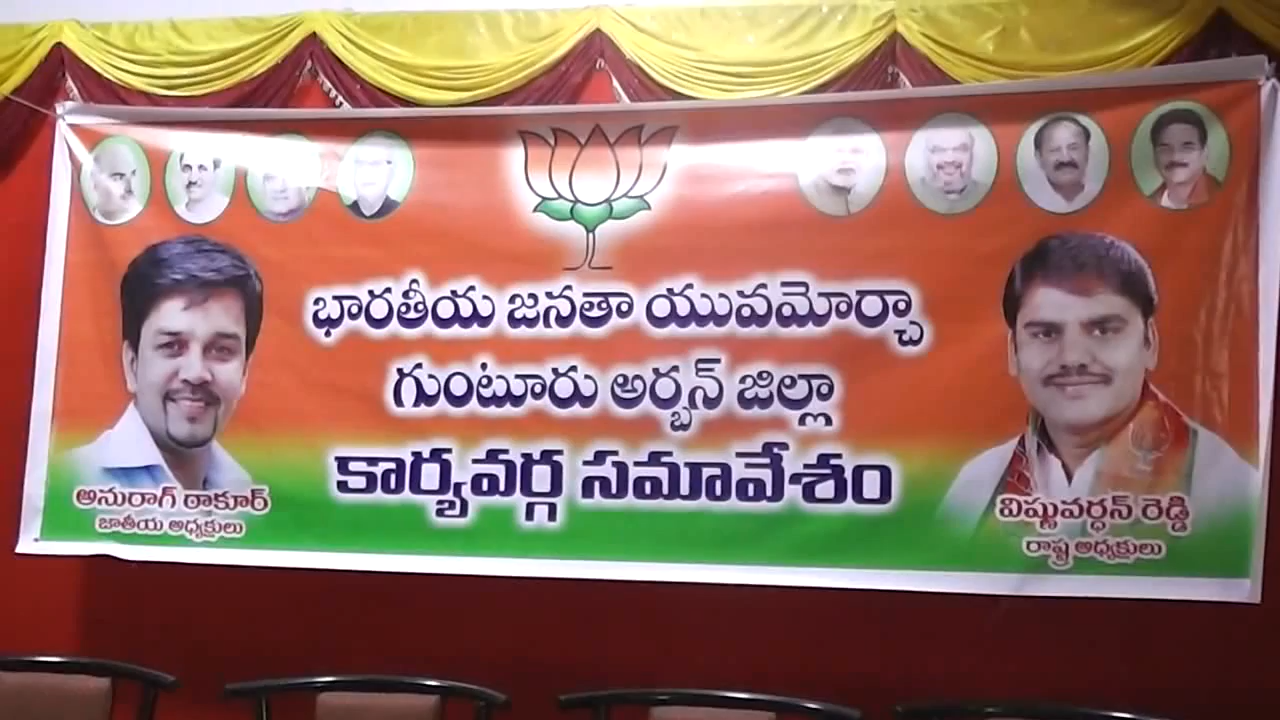 భారతీయ జనతా యువమోర్చా
గుంటూరు అర్బన్ జిల్లా
కార్యవర్గ సమావేశం
అనురాగ్ ఠాకూర్
జాతీయ అధ్యక్షులు
విష్ణువర్ధన్ రెడ్డి
రాష్ట్ర అధ్యక్షులు